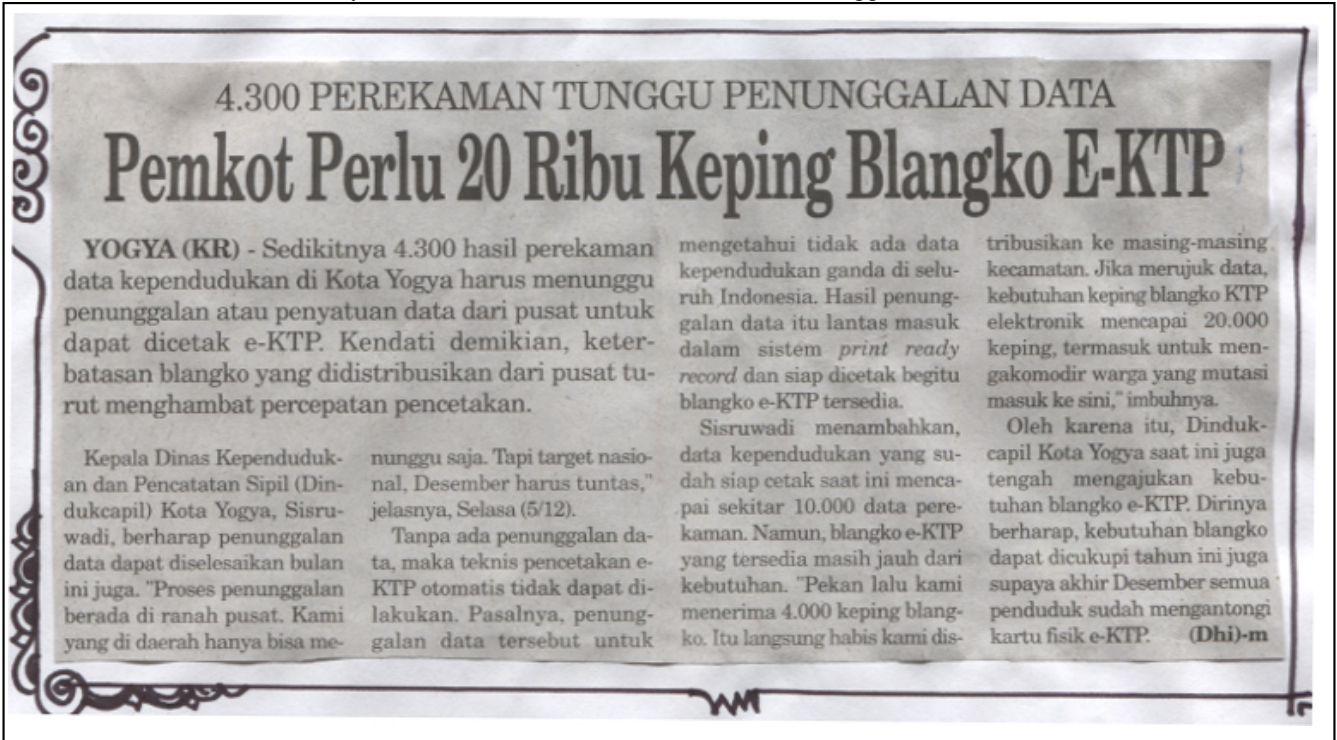 4.300 PEREKAMAN TUNGGU PENUNGGALAN DATA
Pemkot Perlu 20 Ribu Keping Blangko E-KTP
YOGYA (KR) - Sedikitnya 4.300 hasil perekaman
data kependudukan di Kota Yogya harus menunggu
penunggalan atau penyatuan data dari pusat untuk
dapat dicetak e-KTP. Kendati demikian, keter-
batasan blangko yang didistribusikan dari pusat tu-
rut menghambat percepatan pencetakan.
Kepala Dinas Kependuduk-
an dan Pencatatan Sipil (Din-
dukcapil) Kota Yogya, Sisru-
wadi, berharap penunggalan
data dapat diselesaikan bulan
ini juga. "Proses penunggalan
berada di ranah pusat. Kami
yang di daerah hanya bisa me-
nunggu saja. Tapi target nasio-
nal, Desember harus tuntas,"
jelasnya, Selasa (5/12).
Tanpa ada penunggalan da-
ta, maka teknis pencetakan e-
KTP otomatis tidak dapat di-
lakukan. Pasalnya, penung-
galan data tersebut untuk
mengetahui tidak ada data
kependudukan ganda di selu-
ruh Indonesia. Hasil penung-
galan data itu lantas masuk
dalam sistem print ready
record dan siap dicetak begitu
blangko e-KTP tersedia.
Sisruwadi menambahkan,
data kependudukan yang su-
dah siap cetak saat ini menca-
pai sekitar 10.000 data pere-
kaman. Namun, blangko e-KTP
yang tersedia masih jauh dari
kebutuhan. "Pekan lalu kami
menerima 4.000 keping blang-
ko. Itu langsung habis kami dis-
tribusikan ke masing-masing
kecamatan. Jika merujuk data,
kebutuhan keping blangko KTP
elektronik mencapai 20.000
keping, termasuk untuk men-
gakomodir warga yang mutasi
masuk ke sini," imbuhnya.
Oleh karena itu, Dinduk-
capil Kota Yogya saat ini juga
tengah mengajukan kebu-
tuhan blangko e-KTP. Dirinya
berharap, kebutuhan blangko
dapat dicukupi tahun ini juga
supaya akhir Desember semua
penduduk sudah mengantongi
kartu fisik e-KTP. (Dhi)-m